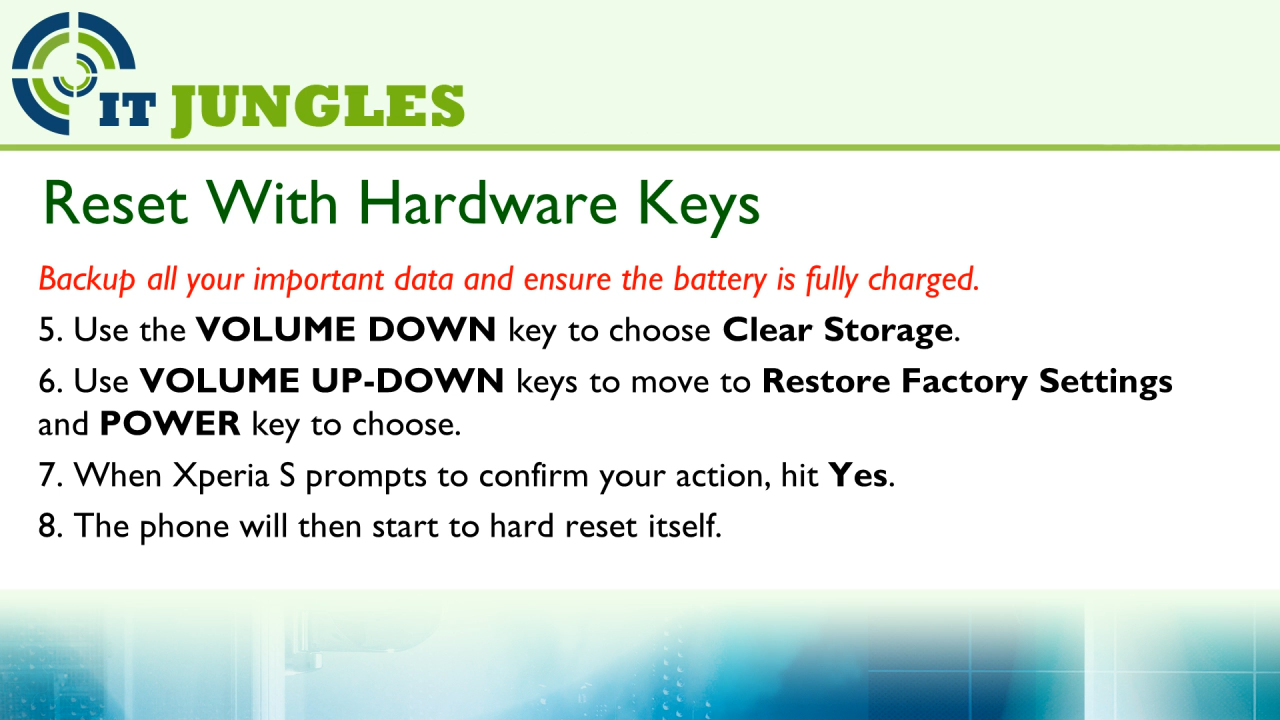 IT JUNGLES
Reset With Hardware Keys
Backup all your important data and ensure the battery is fully charged.
5. Use the VOLUME DOWN key to choose Clear Storage.
6. Use VOLUME UP-DOWN keys to move to Restore Factory Settings
and POWER key to choose.
7. When Xperia S prompts to confirm your action, hit Yes.
8. The phone will then start to hard reset itself.